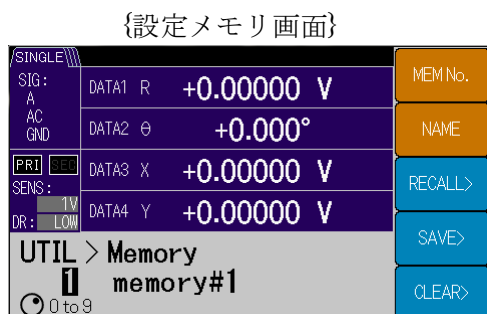 {設定メモリ画面}
SINGLE
SIG:
A
AC
GND
PRI SEC
SENS:
1V
DR: LOW
DATA1 R +0.00000 V
DATA2 θ +0.000°
DATA3 X +0.00000 V
DATA4 Y +0.00000 V
UTIL > Memory
1 memory#1
0 to 9
MEM No.
NAME
RECALL>
SAVE>
CLEAR>